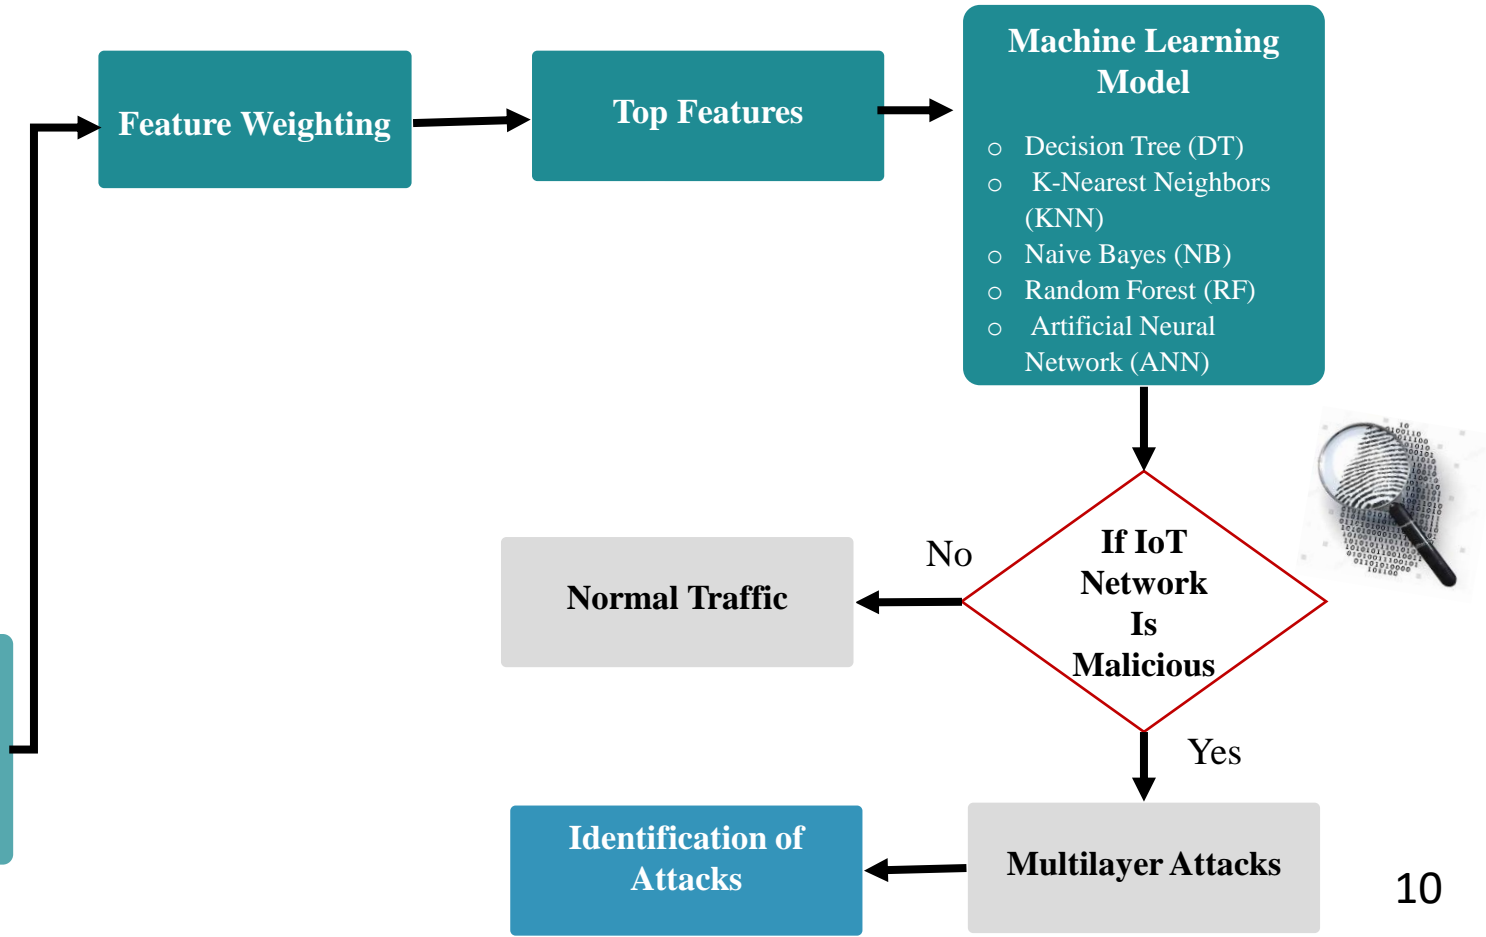 Feature Weighting
Top Features
Machine Learning
Model
o Decision Tree (DT)
o K-Nearest Neighbors
(KNN)
o Naive Bayes (NB)
o Random Forest (RF)
o Artificial Neural
Network (ANN)
If IoT
Network
Is
Malicious
No
Normal Traffic
Yes
Multilayer Attacks
Identification of
Attacks
10